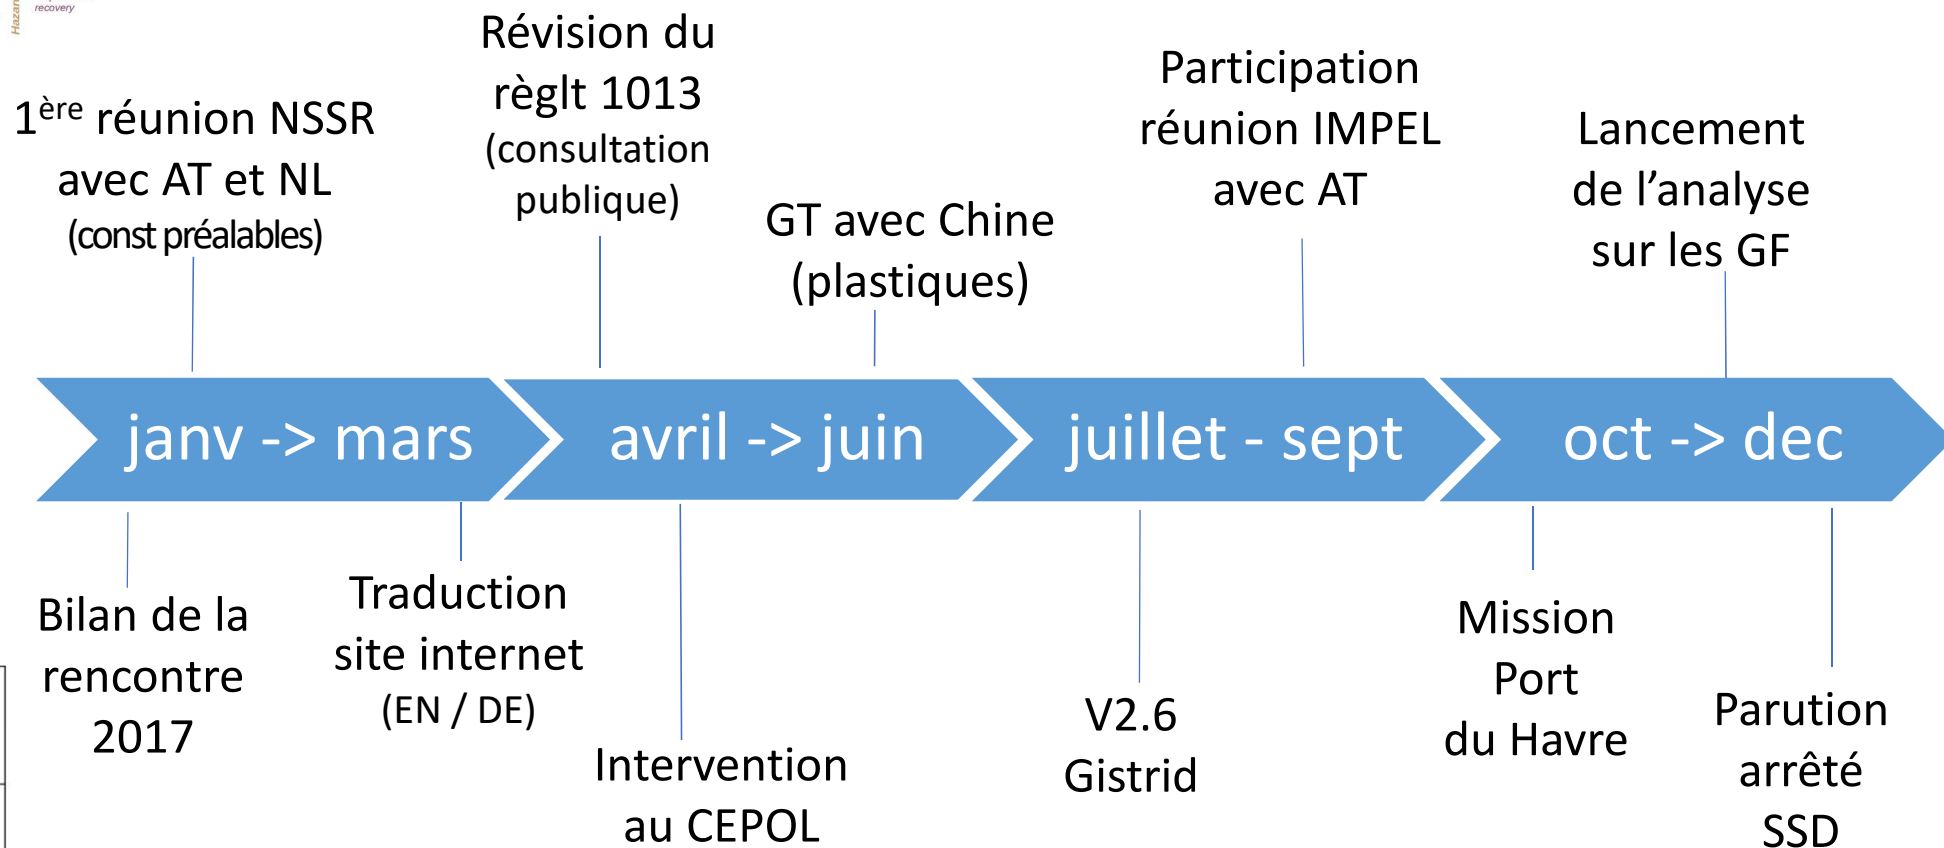 Hazar
recovery
1ère réunion NSSR
avec AT et NL
(const préalables)
Révision du
règlt 1013
(consultation
publique)
GT avec Chine
(plastiques)
Participation
réunion IMPEL
avec AT
Lancement
de l’analyse
sur les GF
janv -> mars
avril -> juin
juillet - sept
oct -> dec
Bilan de la
rencontre
2017
Traduction
site internet
(EN / DE)
Intervention
au CEPOL
V2.6
Gistrid
Mission
Port
du Havre
Parution
arrêté
SSD